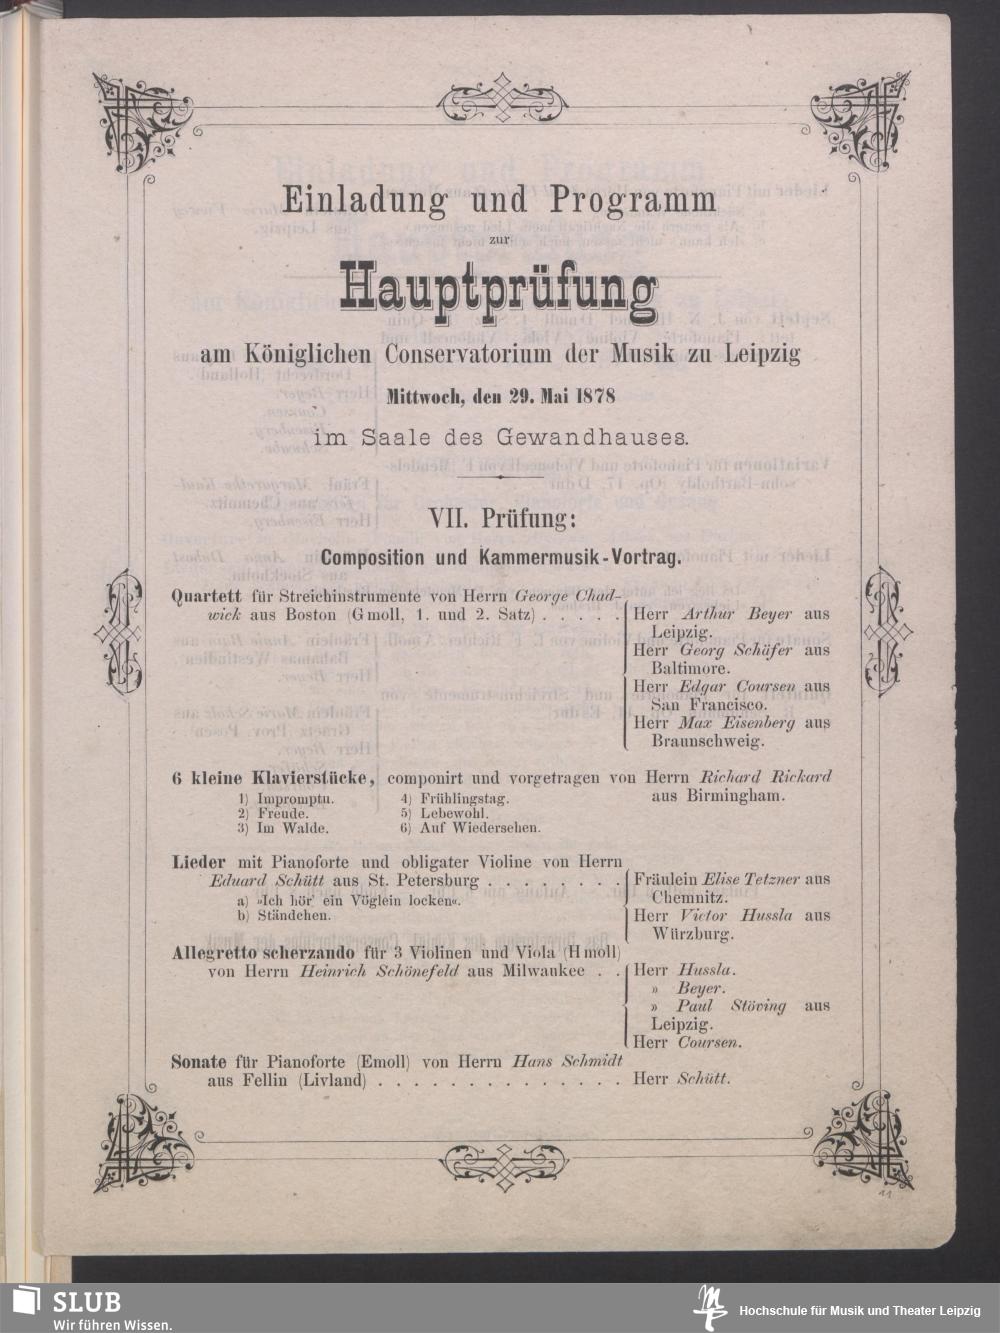 Einladung und Programm
zur
Hauptprüfung
am Königlichen Conservatorium der Musik zu Leipzig
Mittwoch, den 29. Mai 1878
im Saale des Gewandhauses.
VII. Prüfung:
Composition und Kammermusik-Vortrag.
Quartett für Streichinstrumente von Herrn George Chad-
wick aus Boston (G moll, 1. und 2. Satz) . . . . . Herr Arthur Beyer aus
Leipzig.
Herr Georg Schäfer aus
Baltimore.
Herr Edgar Coursen aus
San Francisco.
Herr Max Eisenberg aus
Braunschweig.
6 kleine Klavierstücke, componirt und vorgetragen von Herrn Richard Rickard
aus Birmingham.
1) Impromptu. 4) Frühlingstag.
2) Freude. 5) Lebewohl.
3) Im Walde. 6) Auf Wiedersehen.
Lieder mit Pianoforte und obligater Violine von Herrn
Eduard Schütt aus St. Petersburg . . . . . . . . Fräulein Elise Tetzner aus
Chemnitz.
a) »Ich hör' ein Vöglein locken«.
b) Ständchen.
Herr Victor Hussla aus
Würzburg.
Allegretto scherzando für 3 Violinen und Viola (H moll)
von Herrn Heinrich Schönefeld aus Milwaukee . . Herr Hussla.
» Beyer.
» Paul Stöving aus
Leipzig.
Herr Coursen.
Sonate für Pianoforte (E moll) von Herrn Hans Schmidt
aus Fellin (Livland) . . . . . . . . . . . . . . Herr Schütt.
11
SLUB
Wir führen Wissen.
Hochschule für Musik und Theater Leipzig